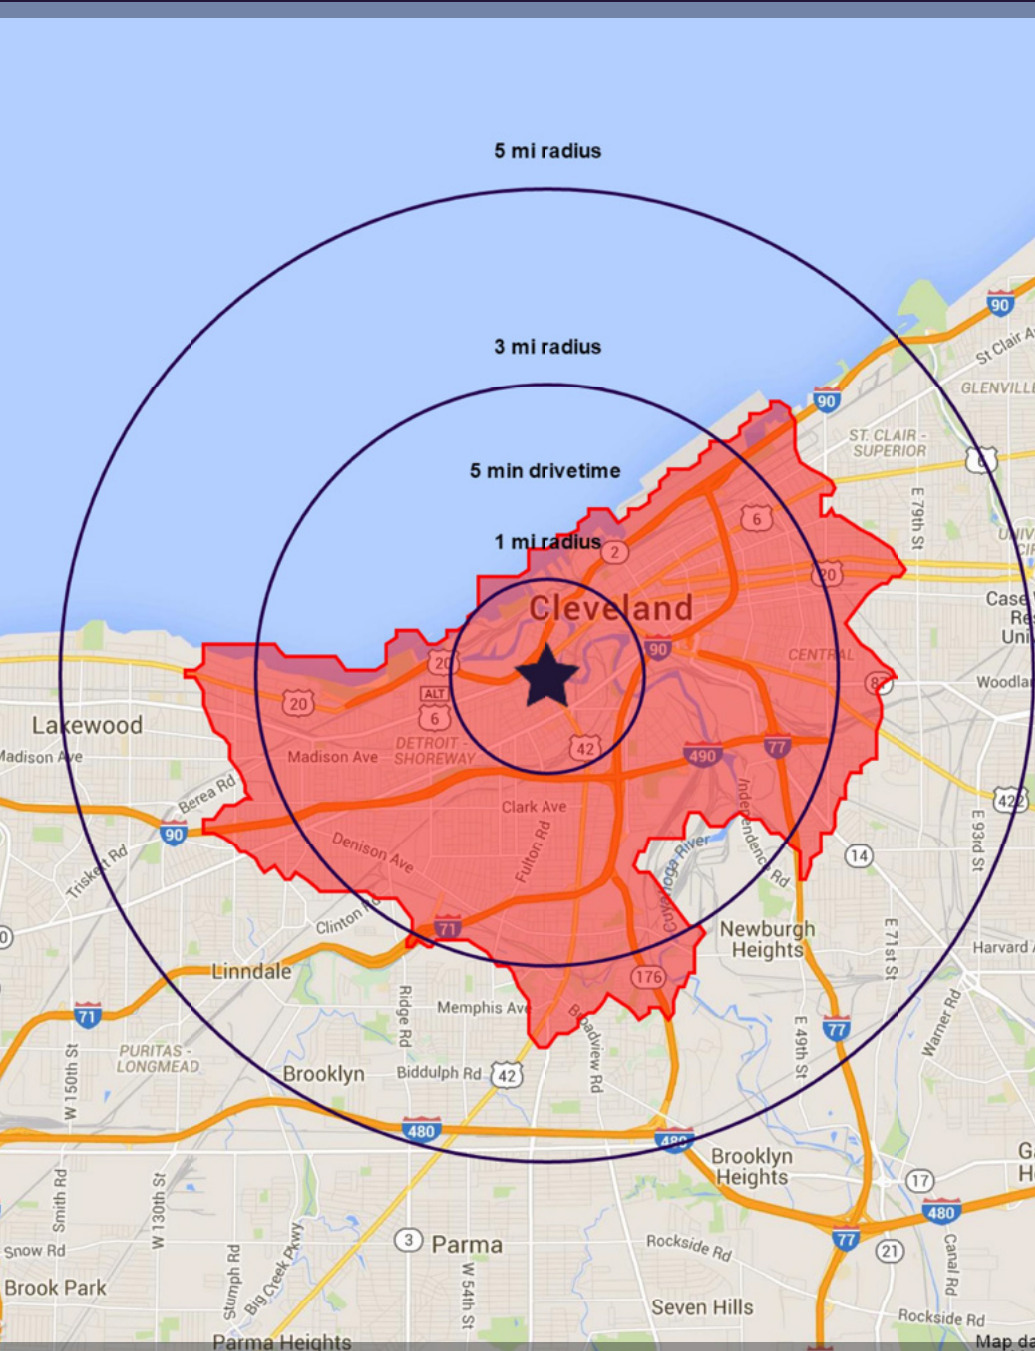 5 mi radius
90
St Clair A
GLENVILLE
3 mi radius
90
ST. CLAIR -
SUPERIOR
6
5 min drivetime
E 79th St
6
1 mi radius
2
20
Cleveland
Case
Re
Uni
90
CENTRAL
20
87
Woodlar
20
ALT
6
Lakewood
42
DETROIT -
SHOREWAY
Madison Ave
Madison Ave
490
77
Berea Rd
Independence Rd
422
Clark Ave
90
Denison Ave
Fulton Rd
E 93rd St
Cuyahoga River
14
Triskett Rd
Clinton Rd
71
Newburgh
Heights
E 71st St
Harvard A
Linndale
176
Ridge Rd
Memphis Ave
Broadview Rd
71
77
E 49th St
Warner Rd
PURITAS -
LONGMEAD
W 150th St
Brooklyn
Biddulph Rd
42
480
480
Brooklyn
Heights
17
Smith Rd
W 130th St
480
3
Parma
Rockside Rd
77
21
Snow Rd
Stumph Rd
Big Creek Pkwy
W 54th St
Canal Rd
Brook Park
Seven Hills
Rockside Rd
Parma Heights
Map da